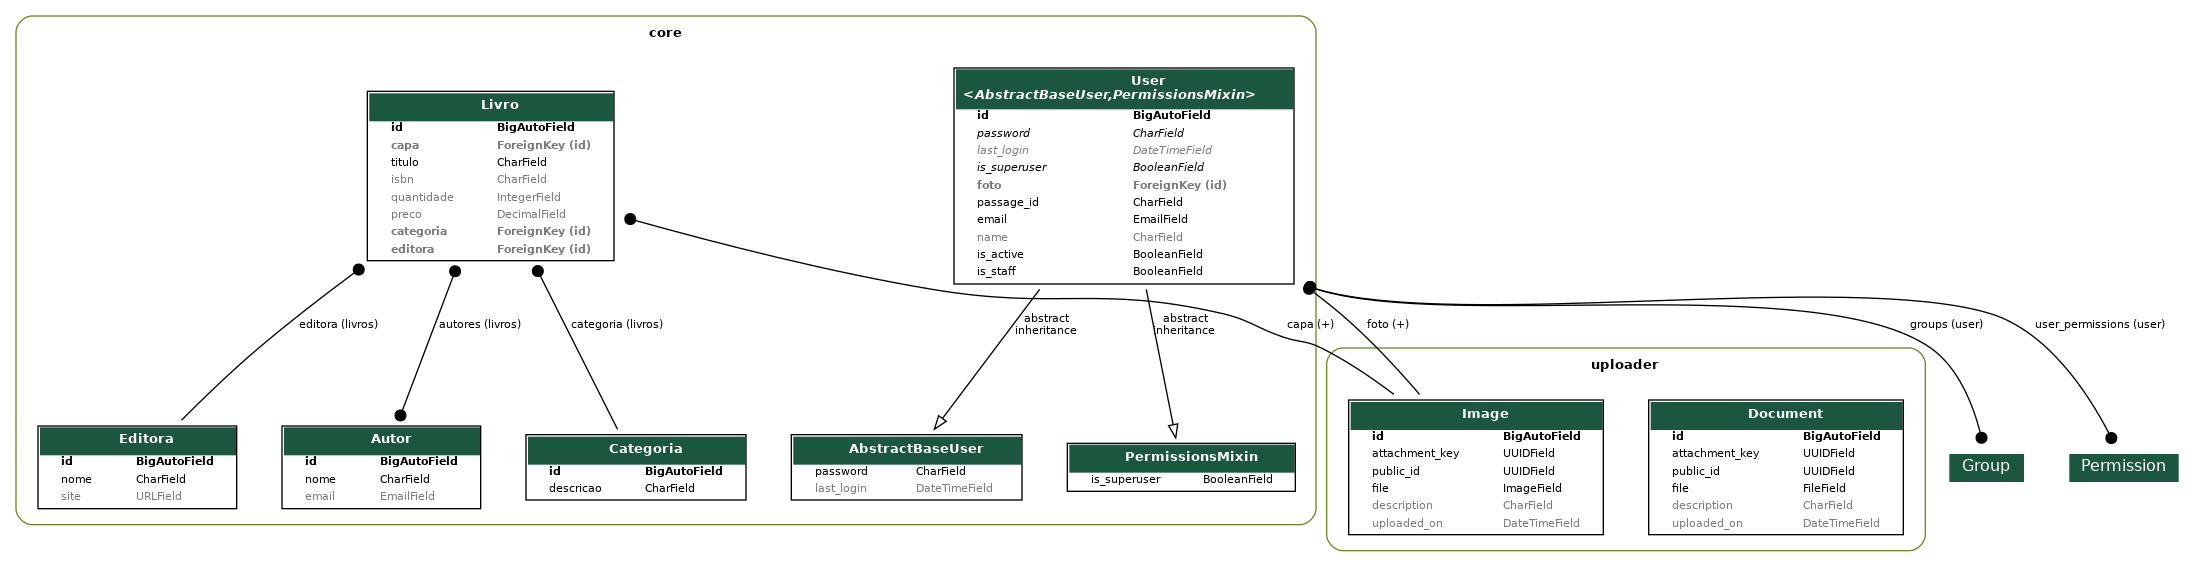 core
Livro
id BigAutoField
capa ForeignKey (id)
titulo CharField
isbn CharField
quantidade IntegerField
preco DecimalField
categoria ForeignKey (id)
editora ForeignKey (id)
User
<AbstractBaseUser,PermissionsMixin>
id BigAutoField
password CharField
last_login DateTimeField
is_superuser BooleanField
foto ForeignKey (id)
passage_id CharField
email EmailField
name CharField
is_active BooleanField
is_staff BooleanField
editora (livros)
autores (livros)
categoria (livros)
abstract
inheritance
abstract
inheritance
capa (+)
foto (+)
groups (user)
user_permissions (user)
Editora
id BigAutoField
nome CharField
site URLField
Autor
id BigAutoField
nome CharField
email EmailField
Categoria
id BigAutoField
descricao CharField
AbstractBaseUser
password CharField
last_login DateTimeField
PermissionsMixin
is_superuser BooleanField
uploader
Image
id BigAutoField
attachment_key UUIDField
public_id UUIDField
file ImageField
description CharField
uploaded_on DateTimeField
Document
id BigAutoField
attachment_key UUIDField
public_id UUIDField
file FileField
description CharField
uploaded_on DateTimeField
Group
Permission